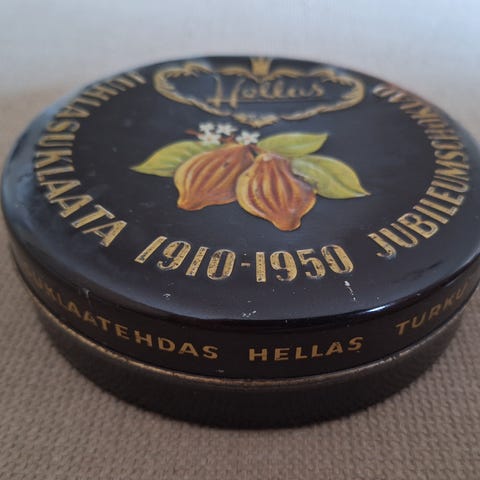 Hellas
JUHLASUKLAATA
1910-1950
JUBILEUMSCHOKLAD
SUKLAATEHDAS HELLAS TURKU